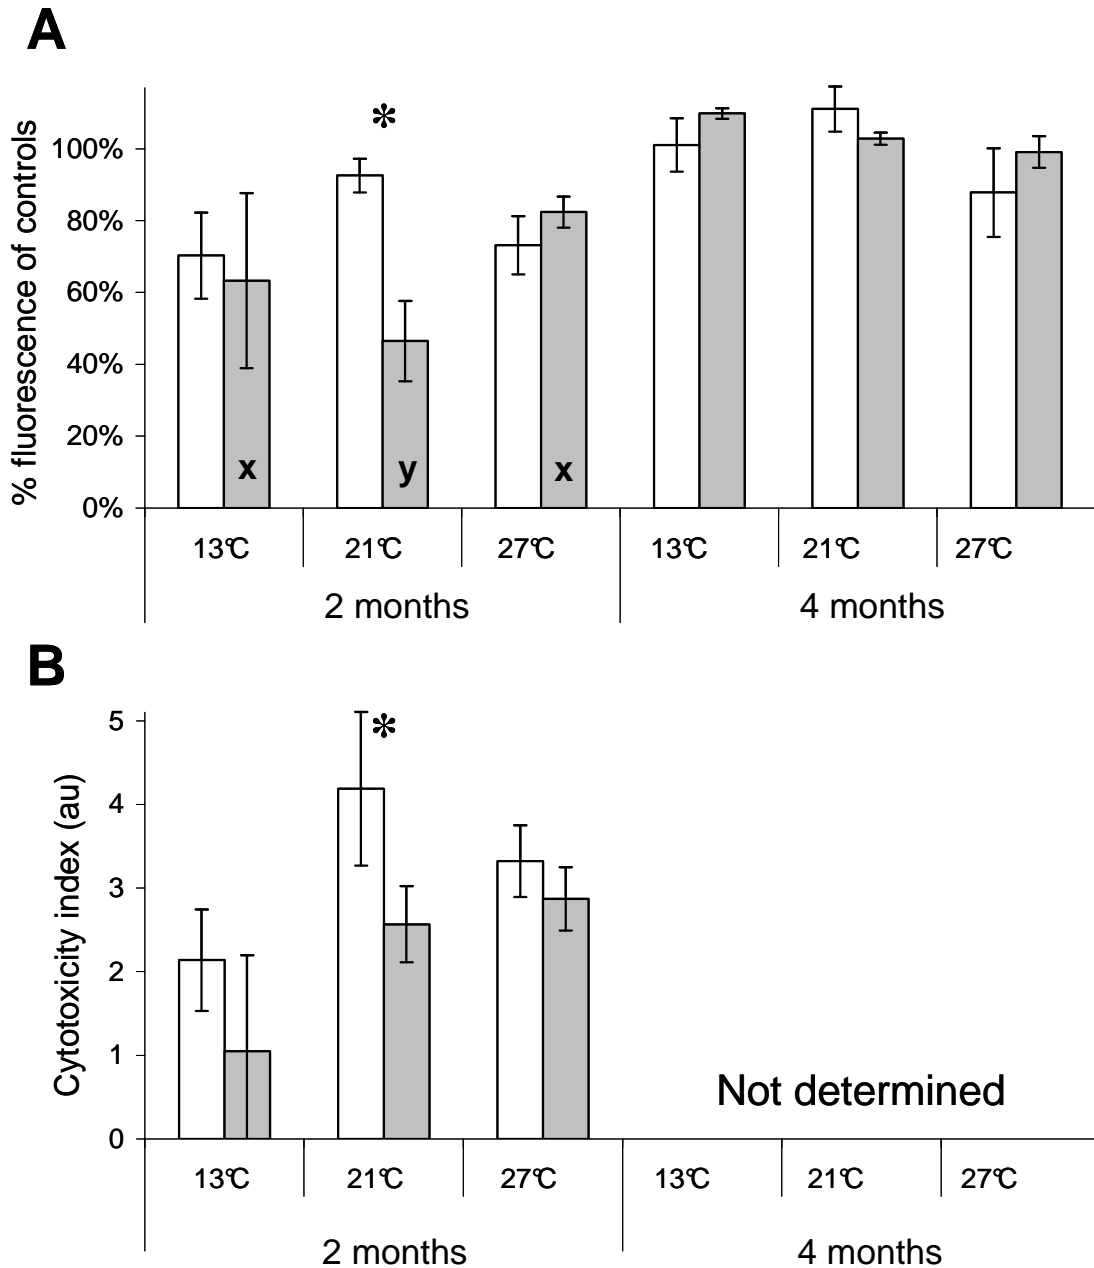 A
% fluorescence of controls
100%
80%
60%
40%
20%
0%
*
x
y
x
13°C
21°C
27°C
13°C
21°C
27°C
2 months
4 months
B
Cytotoxicity index (au)
5
4
3
2
1
0
*
Not determined
13°C
21°C
27°C
13°C
21°C
27°C
2 months
4 months